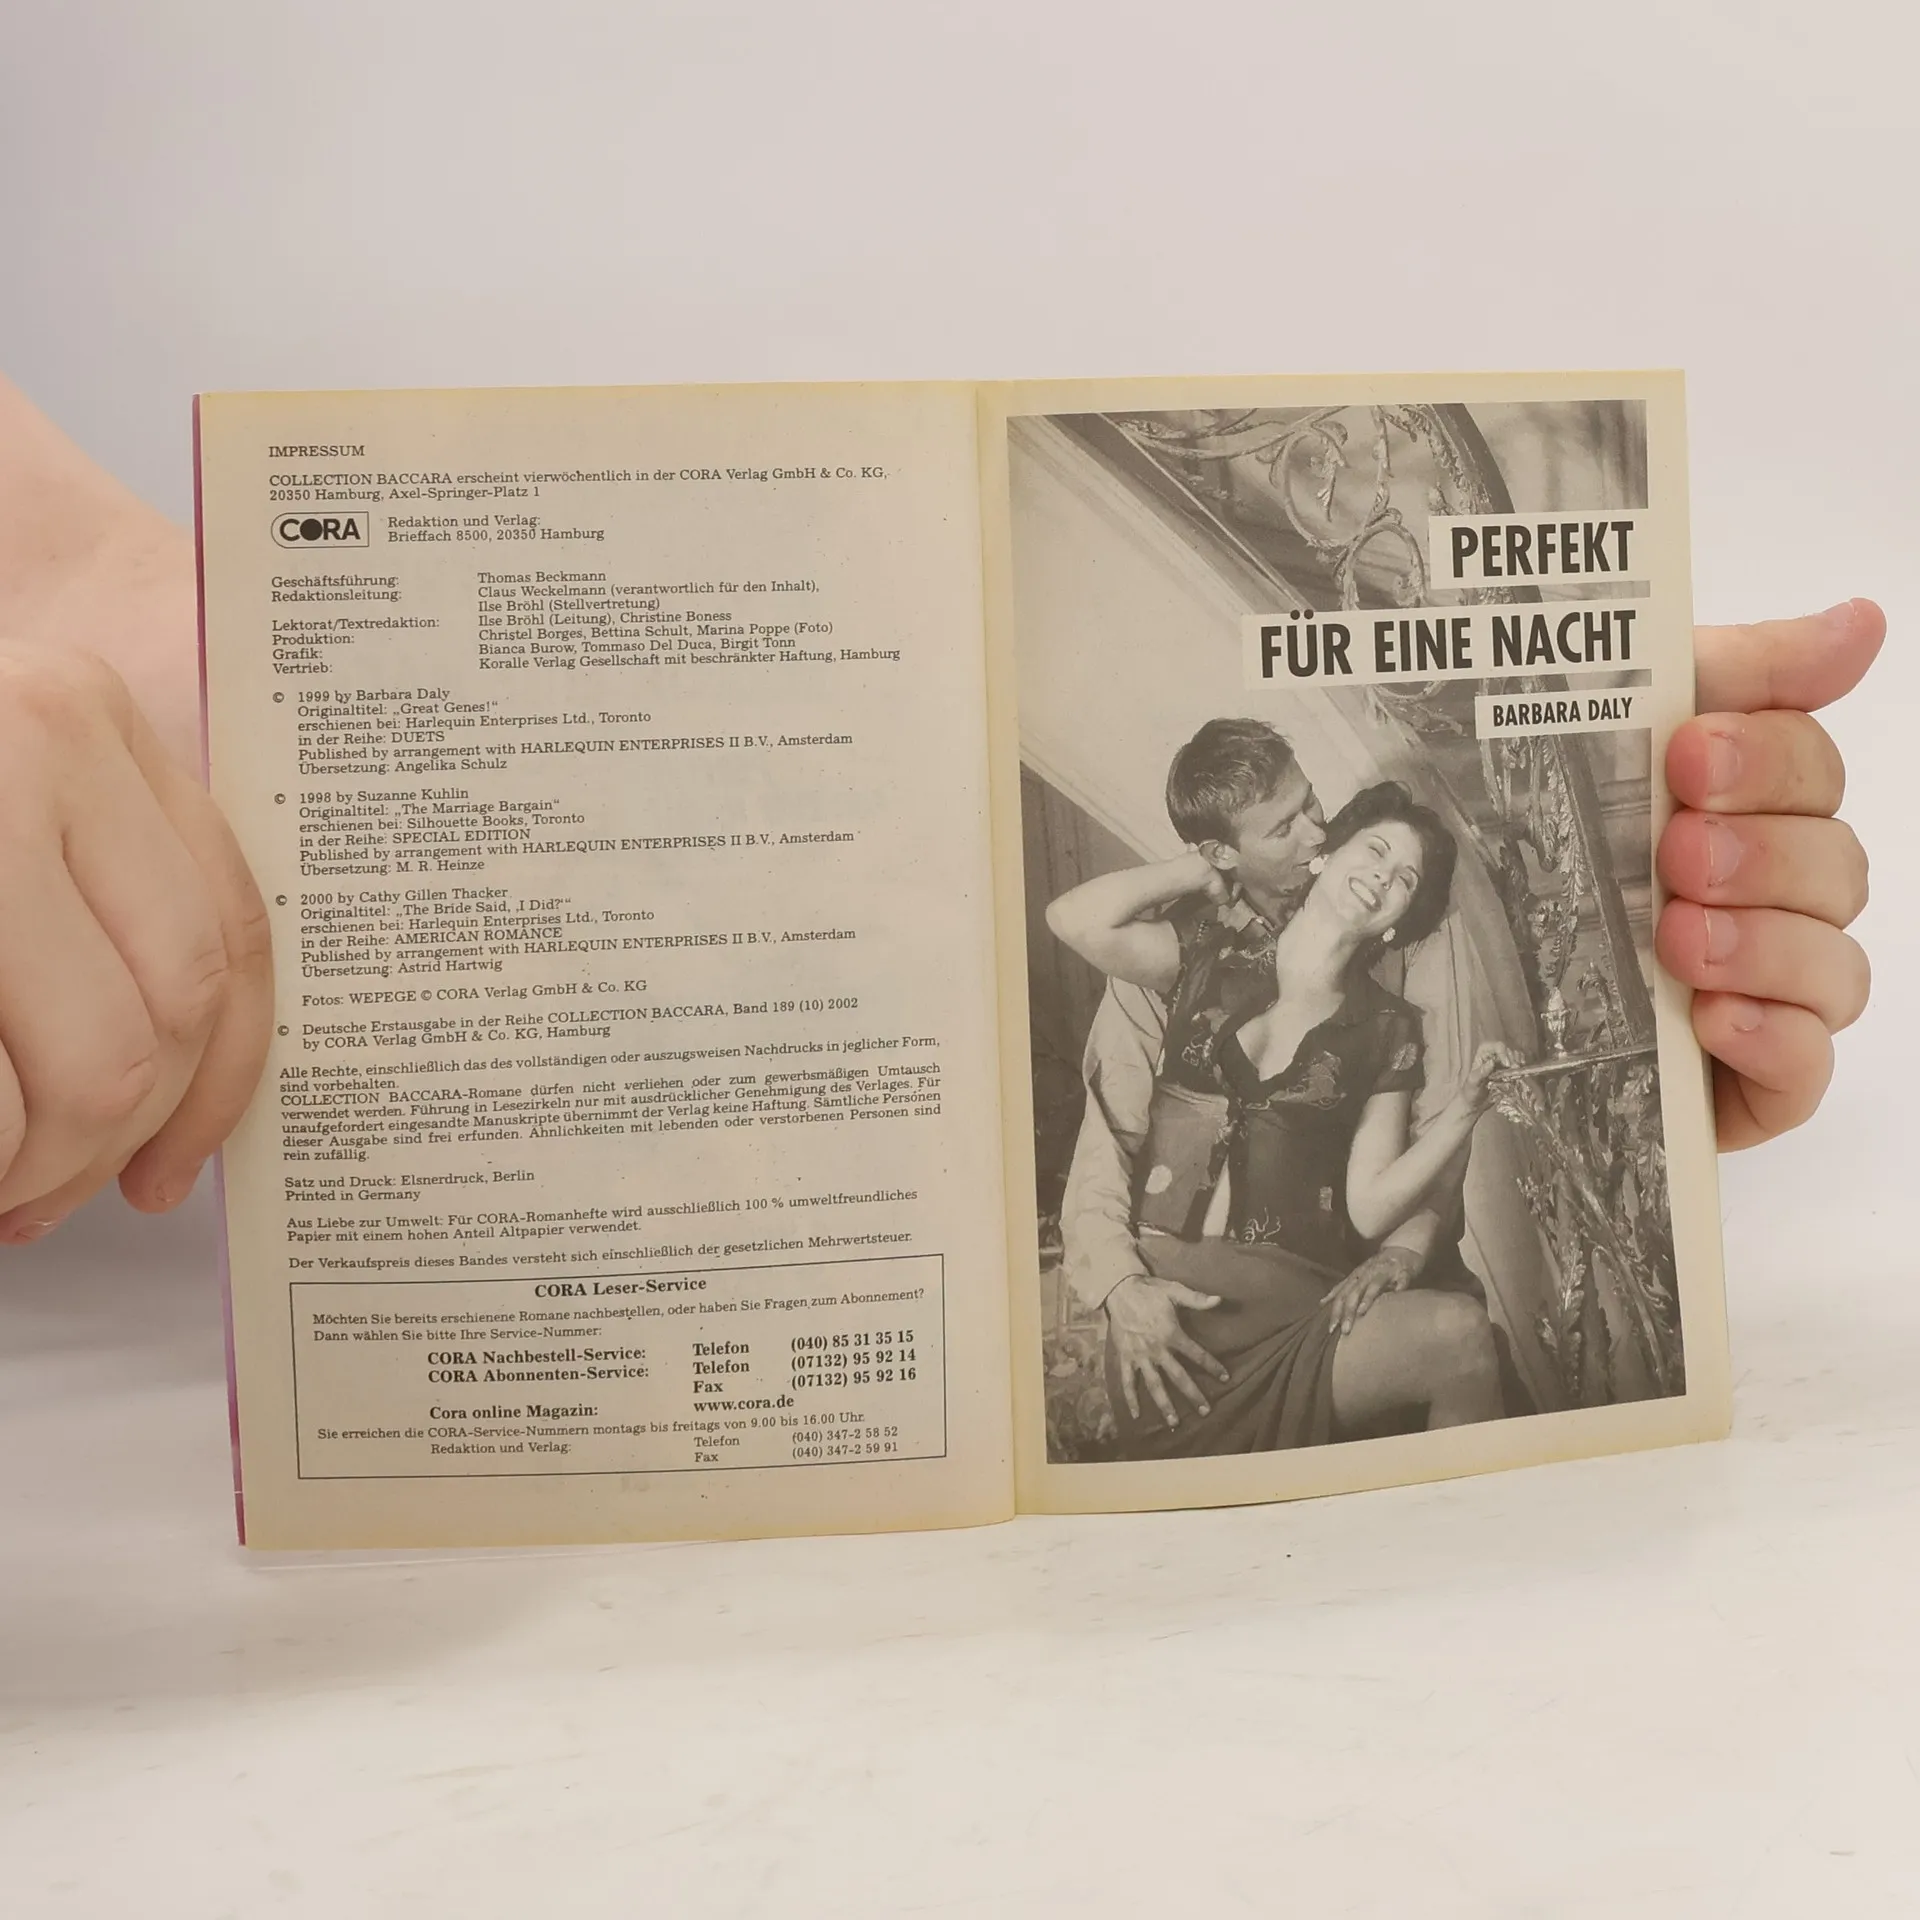 IMPRESSUM
COLLECTION BACCARA erscheint vierwöchentlich in der CORA Verlag GmbH & Co. KG,
20350 Hamburg, Axel-Springer-Platz 1
CORA
Redaktion und Verlag:
Brieffach 8500, 20350 Hamburg
Geschäftsführung: Thomas Beckmann
Redaktionsleitung: Claus Weckelmann (verantwortlich für den Inhalt),
Ilse Bröhl (Stellvertretung)
Lektorat/Textredaktion: Ilse Bröhl (Leitung), Christine Boness
Produktion: Christel Borges, Bettina Schult, Marina Poppe (Foto)
Grafik: Bianca Burow, Tommaso Del Duca, Birgit Tonn
Vertrieb: Koralle Verlag Gesellschaft mit beschränkter Haftung, Hamburg
© 1999 by Barbara Daly
Originaltitel: „Great Genes!“
erschienen bei: Harlequin Enterprises Ltd., Toronto
in der Reihe: DUETS
Published by arrangement with HARLEQUIN ENTERPRISES II B.V., Amsterdam
Übersetzung: Angelika Schulz
© 1998 by Suzanne Kuhlin
Originaltitel: „The Marriage Bargain“
erschienen bei: Silhouette Books, Toronto
in der Reihe: SPECIAL EDITION
Published by arrangement with HARLEQUIN ENTERPRISES II B.V., Amsterdam
Übersetzung: M. R. Heinze
© 2000 by Cathy Gillen Thacker
Originaltitel: „The Bride Said, ‚I Did?‘“
erschienen bei: Harlequin Enterprises Ltd., Toronto
in der Reihe: AMERICAN ROMANCE
Published by arrangement with HARLEQUIN ENTERPRISES II B.V., Amsterdam
Übersetzung: Astrid Hartwig
Fotos: WEPEGE © CORA Verlag GmbH & Co. KG
© Deutsche Erstausgabe in der Reihe COLLECTION BACCARA, Band 189 (10) 2002
by CORA Verlag GmbH & Co. KG, Hamburg
Alle Rechte, einschließlich das des vollständigen oder auszugsweisen Nachdrucks in jeglicher Form,
sind vorbehalten.
COLLECTION BACCARA-Romane dürfen nicht verliehen oder zum gewerbsmäßigen Umtausch
verwendet werden. Führung in Lesezirkeln nur mit ausdrücklicher Genehmigung des Verlages. Für
unaufgefordert eingesandte Manuskripte übernimmt der Verlag keine Haftung. Sämtliche Personen
dieser Ausgabe sind frei erfunden. Ähnlichkeiten mit lebenden oder verstorbenen Personen sind
rein zufällig.
Satz und Druck: Elsnerdruck, Berlin
Printed in Germany
Aus Liebe zur Umwelt: Für CORA-Romanhefte wird ausschließlich 100 % umweltfreundliches
Papier mit einem hohen Anteil Altpapier verwendet.
Der Verkaufspreis dieses Bandes versteht sich einschließlich der gesetzlichen Mehrwertsteuer.
CORA Leser-Service
Möchten Sie bereits erschienene Romane nachbestellen, oder haben Sie Fragen zum Abonnement?
Dann wählen Sie bitte Ihre Service-Nummer:
CORA Nachbestell-Service: Telefon (040) 85 31 35 15
CORA Abonnenten-Service: Telefon (07132) 95 92 14
Fax (07132) 95 92 16
Cora online Magazin: www.cora.de
Sie erreichen die CORA-Service-Nummern montags bis freitags von 9.00 bis 16.00 Uhr.
Redaktion und Verlag: Telefon (040) 347-2 58 52
Fax (040) 347-2 59 91
PERFEKT
FÜR EINE NACHT
BARBARA DALY